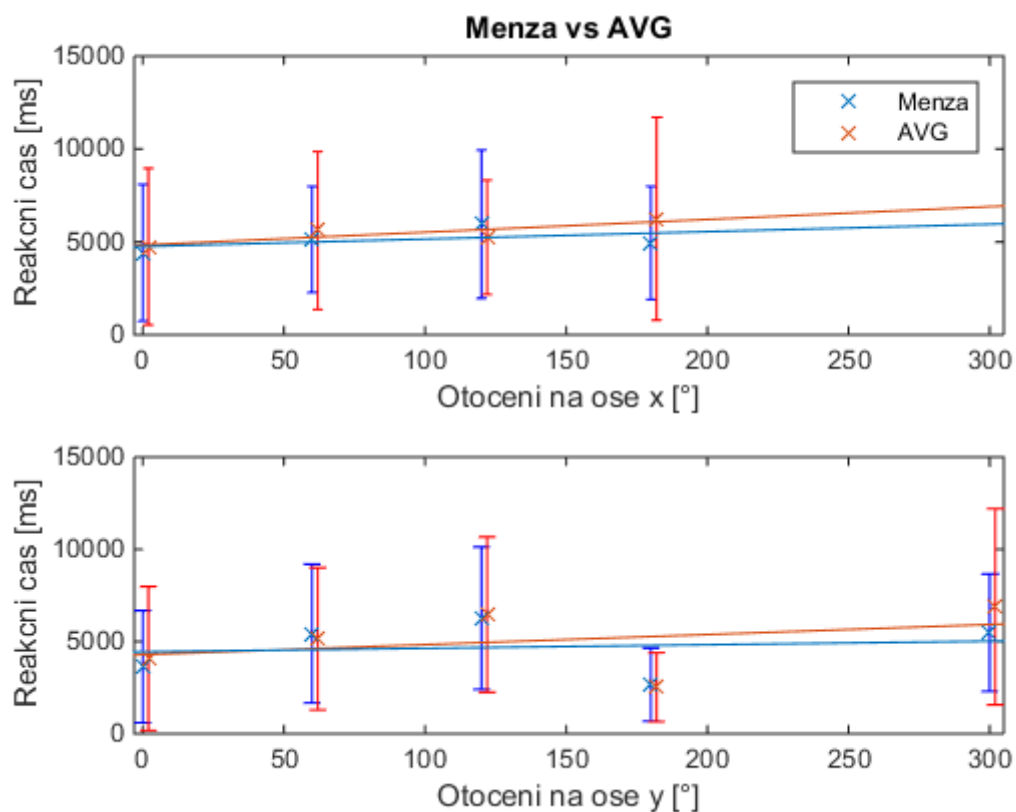 Menza vs AVG
15000
10000
5000
0
Reakcni cas [ms]
Menza
AVG
0 50 100 150 200 250 300
Otoceni na ose x [°]
15000
10000
5000
0
Reakcni cas [ms]
0 50 100 150 200 250 300
Otoceni na ose y [°]